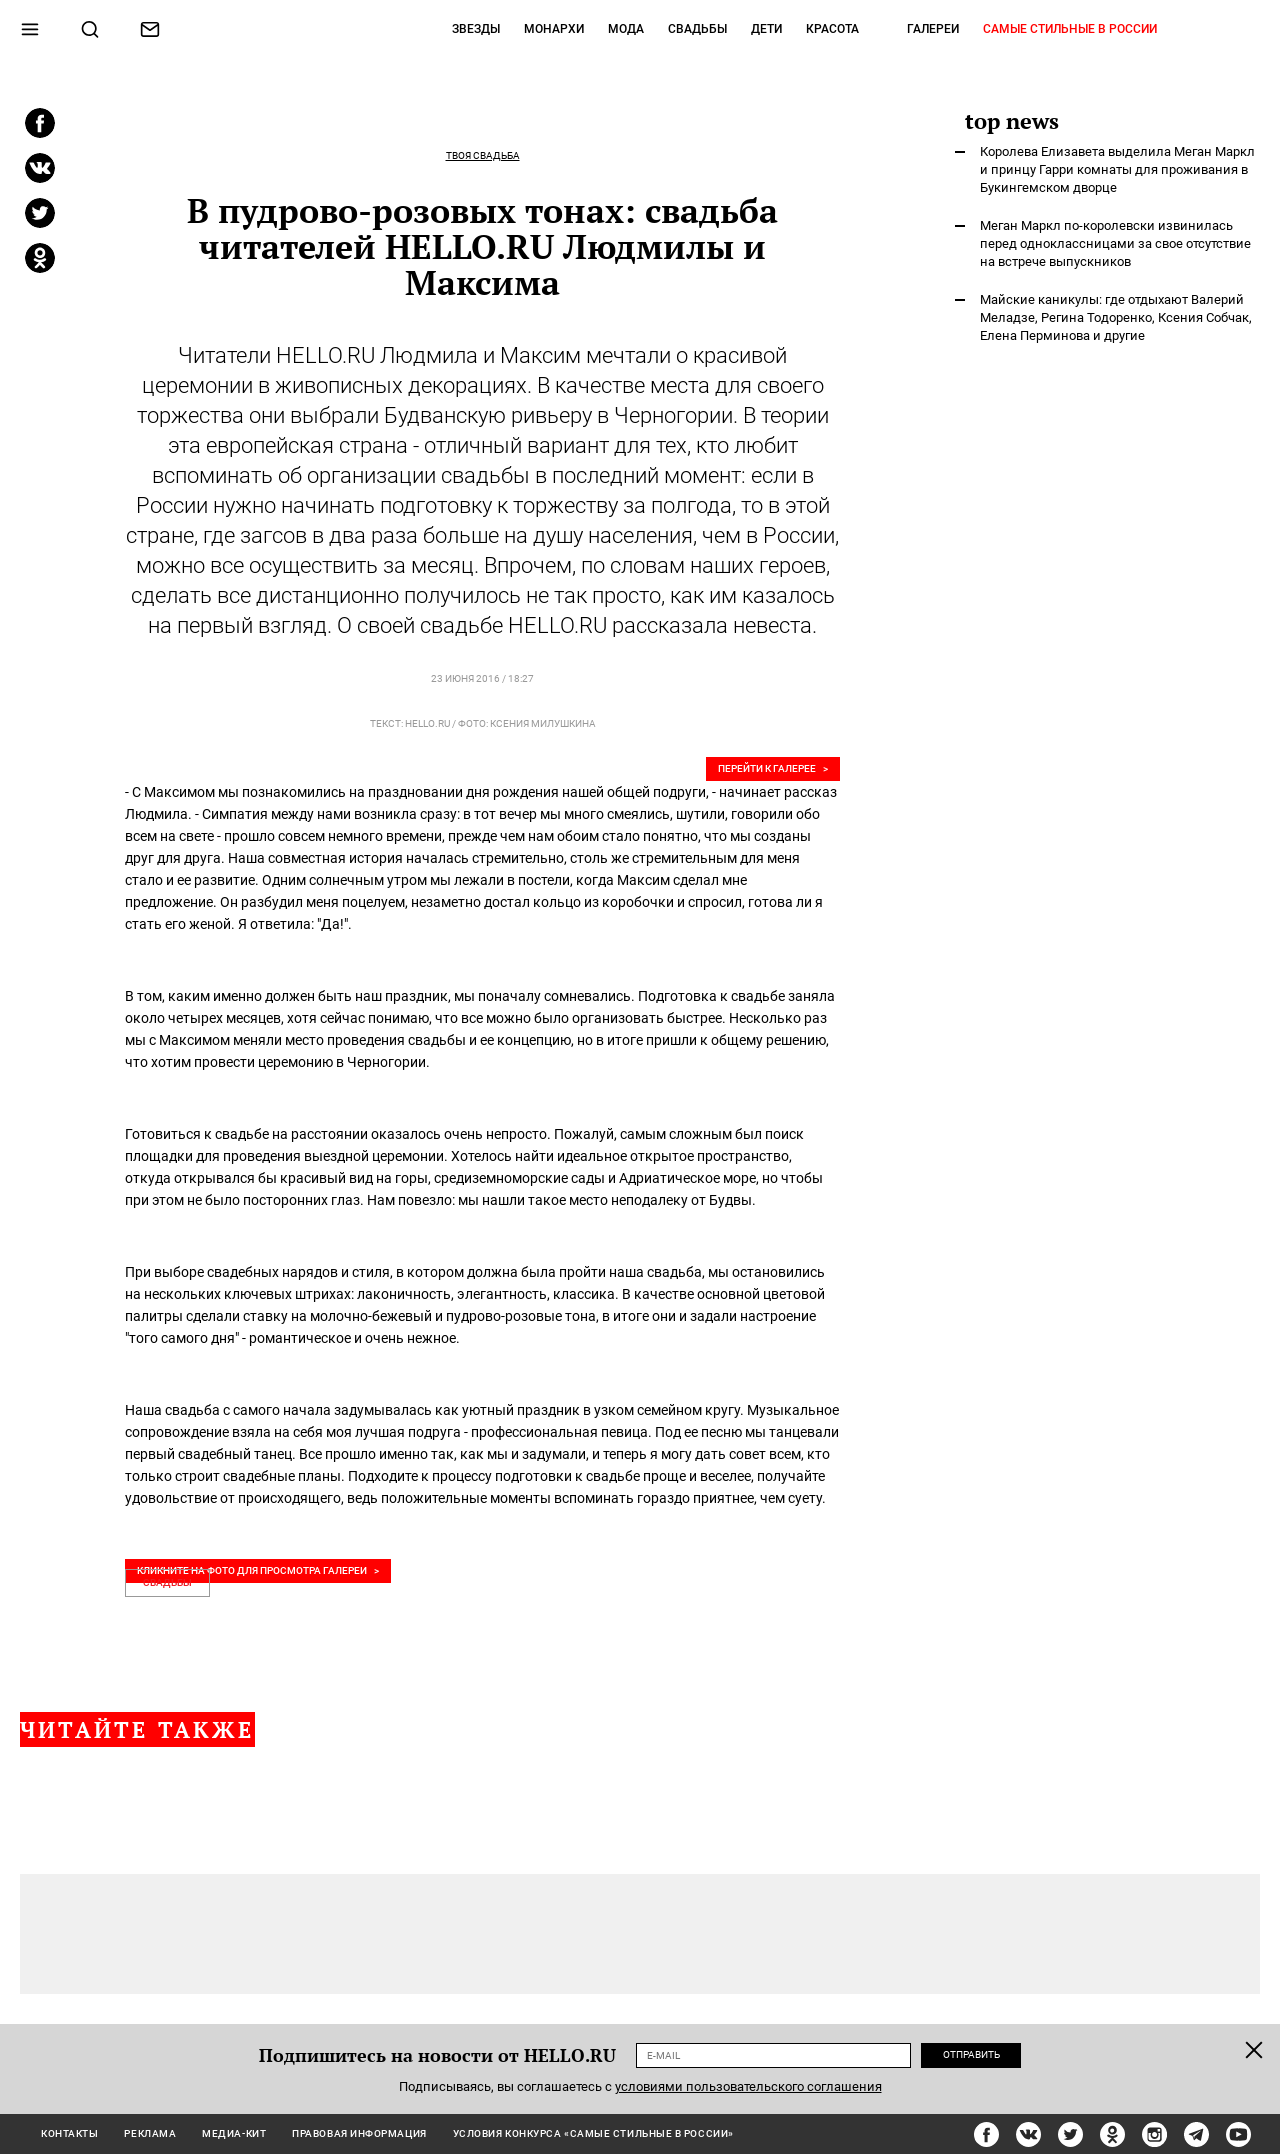 ЗВЕЗДЫ МОНАРХИ МОДА СВАДЬБЫ ДЕТИ КРАСОТА ГАЛЕРЕИ САМЫЕ СТИЛЬНЫЕ В РОССИИ
ТВОЯ СВАДЬБА
В пудрово-розовых тонах: свадьба
читателей HELLO.RU Людмилы и
Максима
Читатели HELLO.RU Людмила и Максим мечтали о красивой
церемонии в живописных декорациях. В качестве места для своего
торжества они выбрали Будванскую ривьеру в Черногории. В теории
эта европейская страна - отличный вариант для тех, кто любит
вспоминать об организации свадьбы в последний момент: если в
России нужно начинать подготовку к торжеству за полгода, то в этой
стране, где загсов в два раза больше на душу населения, чем в России,
можно все осуществить за месяц. Впрочем, по словам наших героев,
сделать все дистанционно получилось не так просто, как им казалось
на первый взгляд. О своей свадьбе HELLO.RU рассказала невеста.
23 ИЮНЯ 2016 / 18:27
ТЕКСТ: HELLO.RU / ФОТО: КСЕНИЯ МИЛУШКИНА
ПЕРЕЙТИ К ГАЛЕРЕЕ >
- С Максимом мы познакомились на праздновании дня рождения нашей общей подруги, - начинает рассказ
Людмила. - Симпатия между нами возникла сразу: в тот вечер мы много смеялись, шутили, говорили обо
всем на свете - прошло совсем немного времени, прежде чем нам обоим стало понятно, что мы созданы
друг для друга. Наша совместная история началась стремительно, столь же стремительным для меня
стало и ее развитие. Одним солнечным утром мы лежали в постели, когда Максим сделал мне
предложение. Он разбудил меня поцелуем, незаметно достал кольцо из коробочки и спросил, готова ли я
стать его женой. Я ответила: "Да!".
В том, каким именно должен быть наш праздник, мы поначалу сомневались. Подготовка к свадьбе заняла
около четырех месяцев, хотя сейчас понимаю, что все можно было организовать быстрее. Несколько раз
мы с Максимом меняли место проведения свадьбы и ее концепцию, но в итоге пришли к общему решению,
что хотим провести церемонию в Черногории.
Готовиться к свадьбе на расстоянии оказалось очень непросто. Пожалуй, самым сложным был поиск
площадки для проведения выездной церемонии. Хотелось найти идеальное открытое пространство,
откуда открывался бы красивый вид на горы, средиземноморские сады и Адриатическое море, но чтобы
при этом не было посторонних глаз. Нам повезло: мы нашли такое место неподалеку от Будвы.
При выборе свадебных нарядов и стиля, в котором должна была пройти наша свадьба, мы остановились
на нескольких ключевых штрихах: лаконичность, элегантность, классика. В качестве основной цветовой
палитры сделали ставку на молочно-бежевый и пудрово-розовые тона, в итоге они и задали настроение
"того самого дня" - романтическое и очень нежное.
Наша свадьба с самого начала задумывалась как уютный праздник в узком семейном кругу. Музыкальное
сопровождение взяла на себя моя лучшая подруга - профессиональная певица. Под ее песню мы танцевали
первый свадебный танец. Все прошло именно так, как мы и задумали, и теперь я могу дать совет всем, кто
только строит свадебные планы. Подходите к процессу подготовки к свадьбе проще и веселее, получайте
удовольствие от происходящего, ведь положительные моменты вспоминать гораздо приятнее, чем суету.
КЛИКНИТЕ НА ФОТО ДЛЯ ПРОСМОТРА ГАЛЕРЕИ >
СВАДЬБЫ
top news
Королева Елизавета выделила Меган Маркл
и принцу Гарри комнаты для проживания в
Букингемском дворце
Меган Маркл по-королевски извинилась
перед одноклассницами за свое отсутствие
на встрече выпускников
Майские каникулы: где отдыхают Валерий
Меладзе, Регина Тодоренко, Ксения Собчак,
Елена Перминова и другие
ЧИТАЙТЕ ТАКЖЕ
Подпишитесь на новости от HELLO.RU E-MAIL ОТПРАВИТЬ
Подписываясь, вы соглашаетесь с условиями пользовательского соглашения
КОНТАКТЫ РЕКЛАМА МЕДИА-КИТ ПРАВОВАЯ ИНФОРМАЦИЯ УСЛОВИЯ КОНКУРСА «САМЫЕ СТИЛЬНЫЕ В РОССИИ»